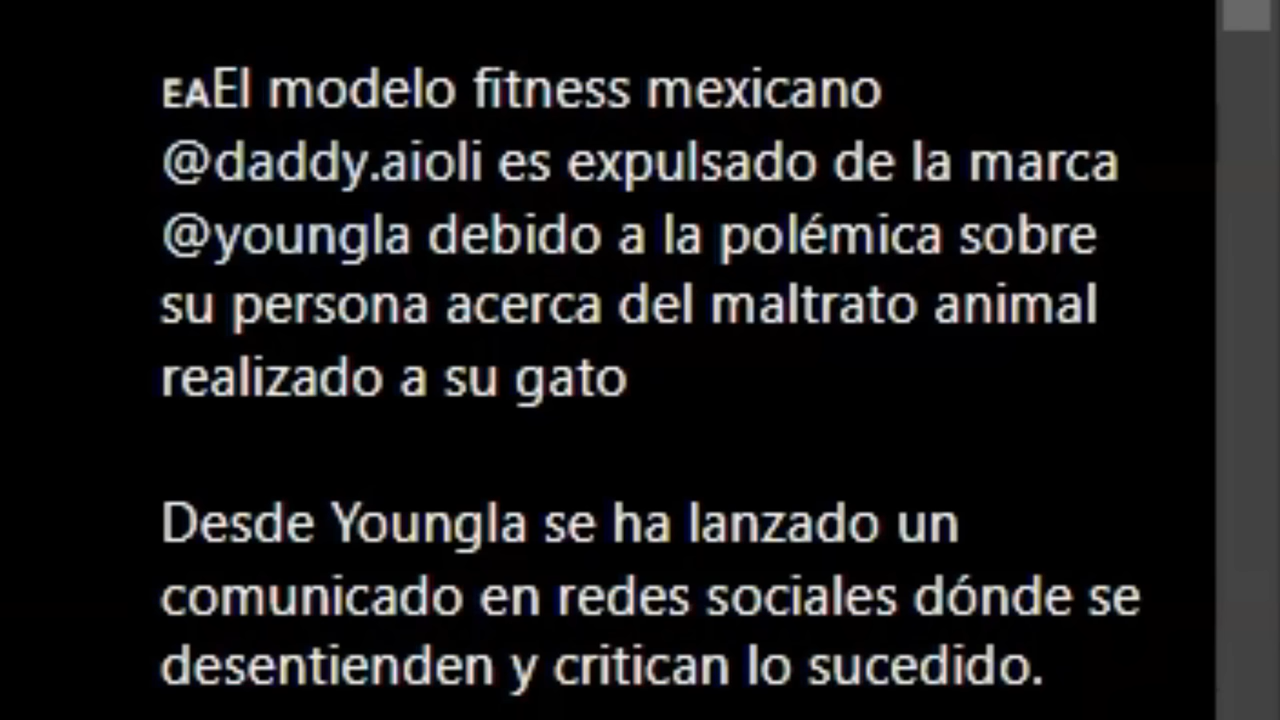 ᴇᴀEl modelo fitness mexicano
@daddy.aioli es expulsado de la marca
@youngla debido a la polémica sobre
su persona acerca del maltrato animal
realizado a su gato
Desde Youngla se ha lanzado un
comunicado en redes sociales dónde se
desentienden y critican lo sucedido.